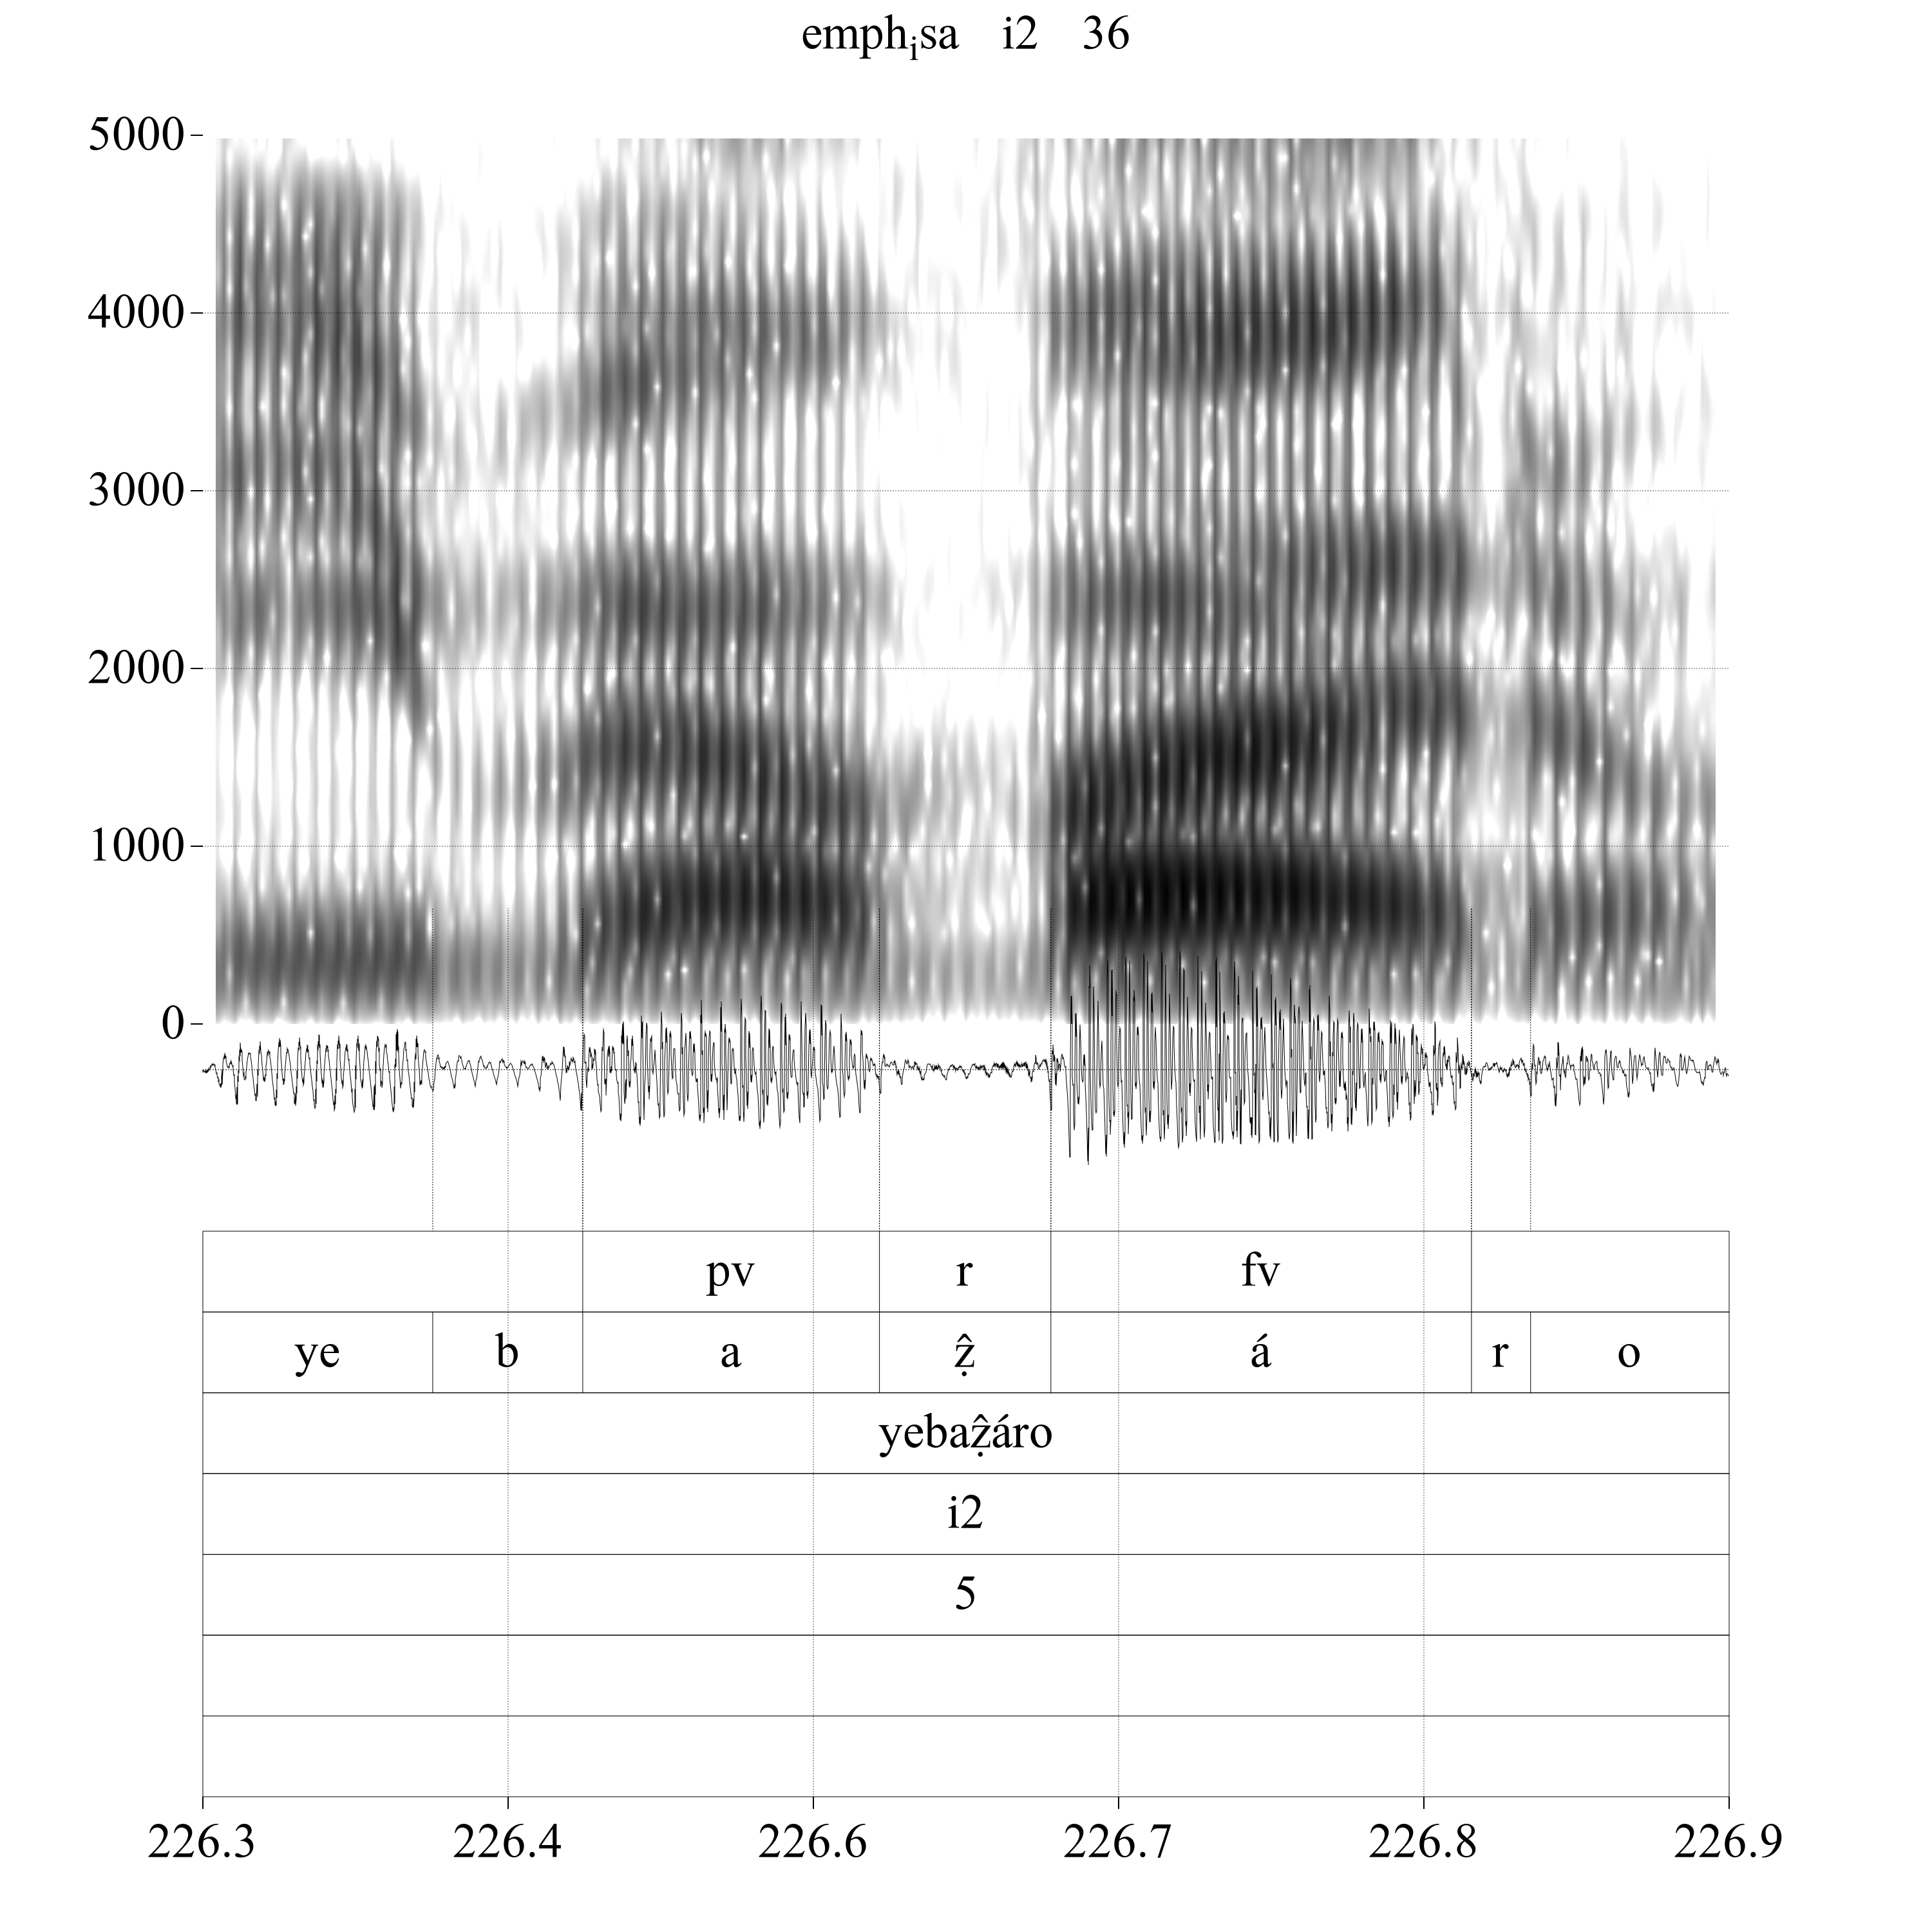 emphᵢsa i2 36
5000
4000
3000
2000
1000
0
pv r fv
ye b a ẓ̂ á r o
yebaẓ̂áro
i2
5
226.3 226.4 226.6 226.7 226.8 226.9